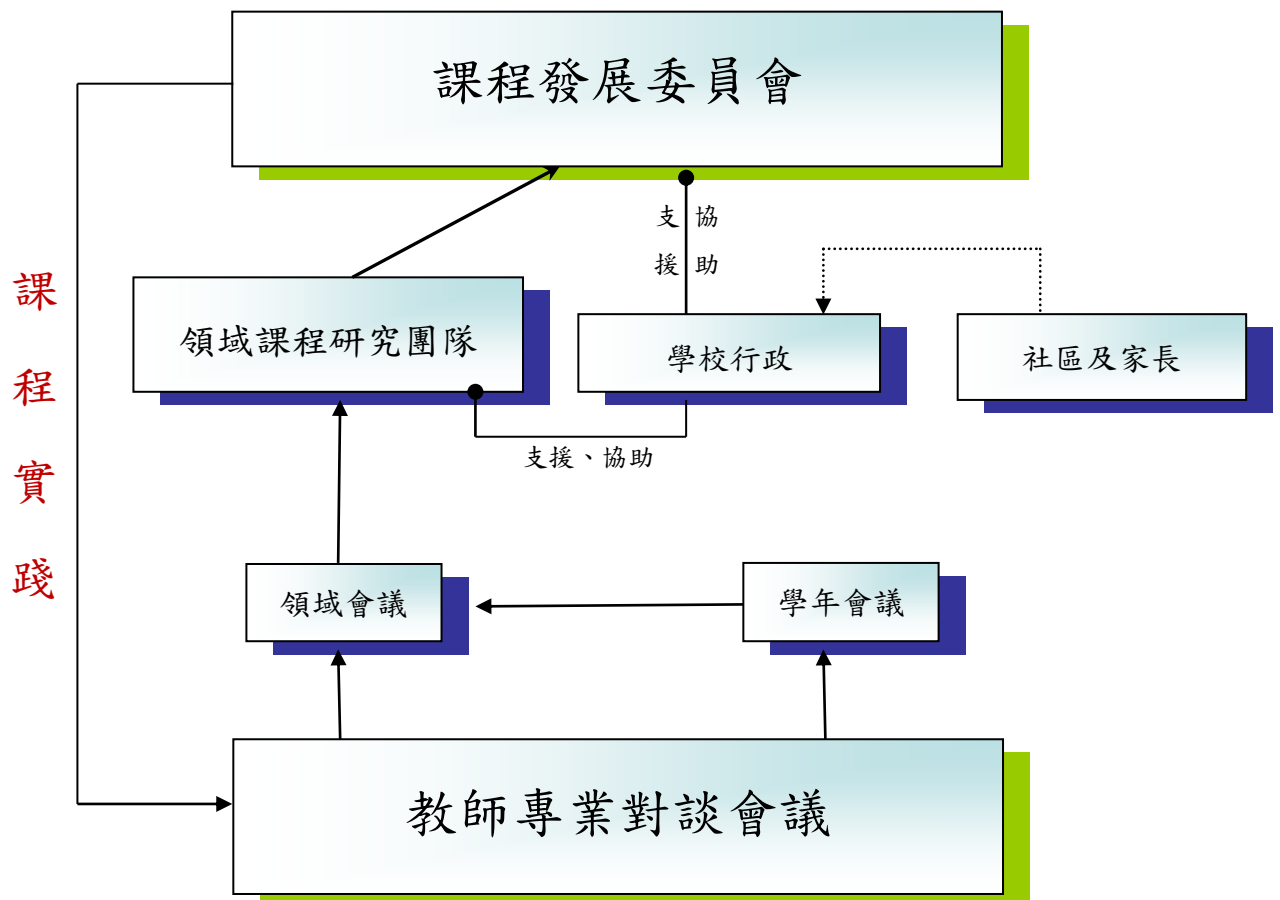 課程發展委員會
支援
協助
領域課程研究團隊
學校行政
社區及家長
支援、協助
課程實踐
領域會議
學年會議
教師專業對談會議